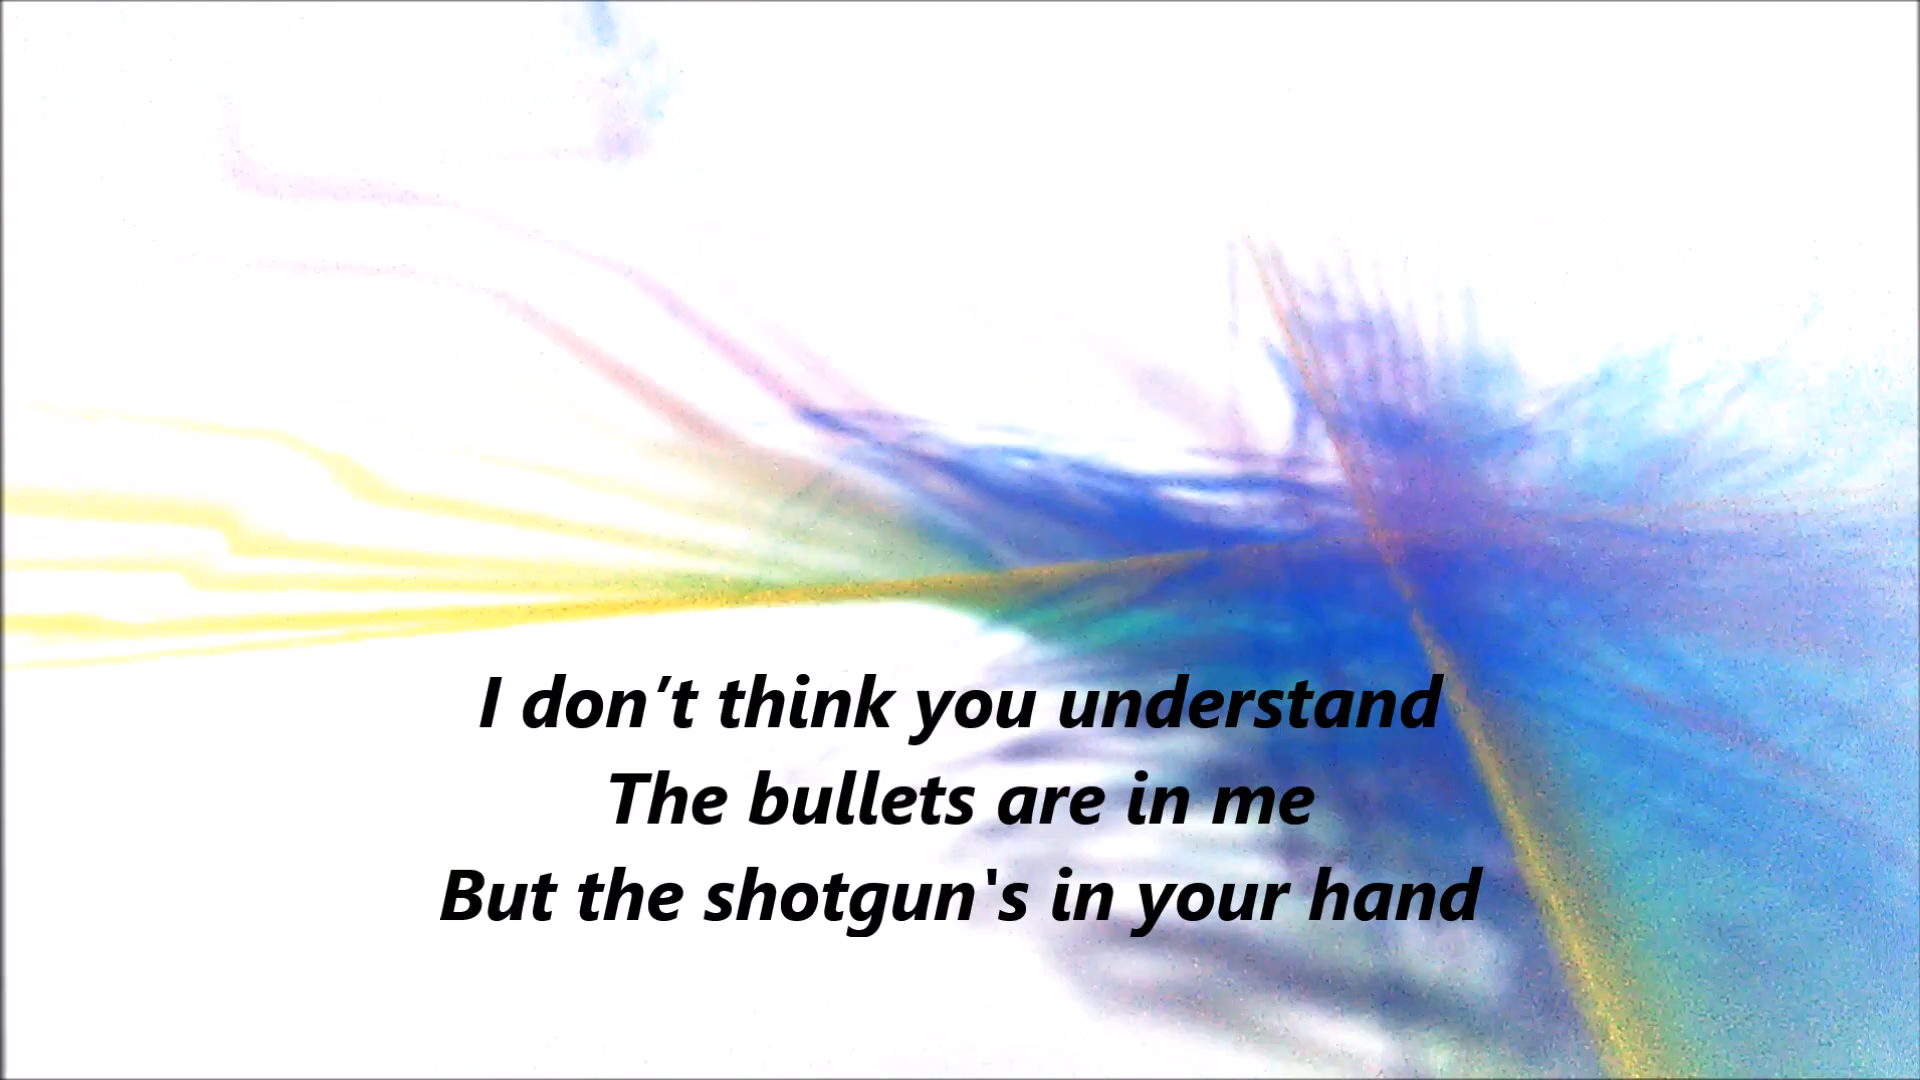 I don't think you understand
The bullets are in me
But the shotgun's in your hand